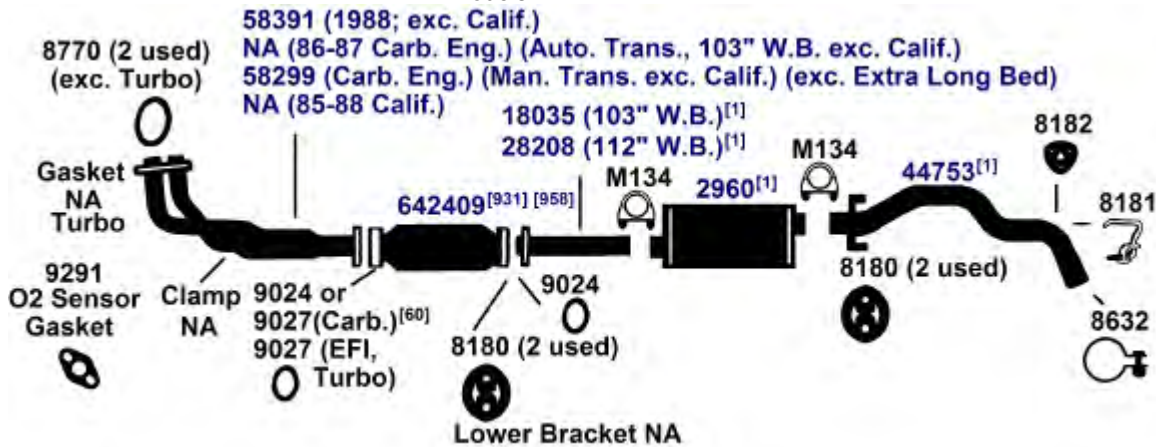 58391 (1988; exc. Calif.)
NA (86-87 Carb. Eng.) (Auto. Trans., 103" W.B. exc. Calif.)
58299 (Carb. Eng.) (Man. Trans. exc. Calif.) (exc. Extra Long Bed)
NA (85-88 Calif.)
8770 (2 used)
(exc. Turbo)
18035 (103" W.B.)[1]
28208 (112" W.B.)[1]
8182
M134
M134
Gasket
NA
Turbo
642409[931] [958]
2960[1]
44753[1]
8181
9291
O2 Sensor
Gasket
Clamp
NA
9024 or
9027(Carb.)[60]
9027 (EFI,
Turbo)
9024
8180 (2 used)
8180 (2 used)
8632
Lower Bracket NA